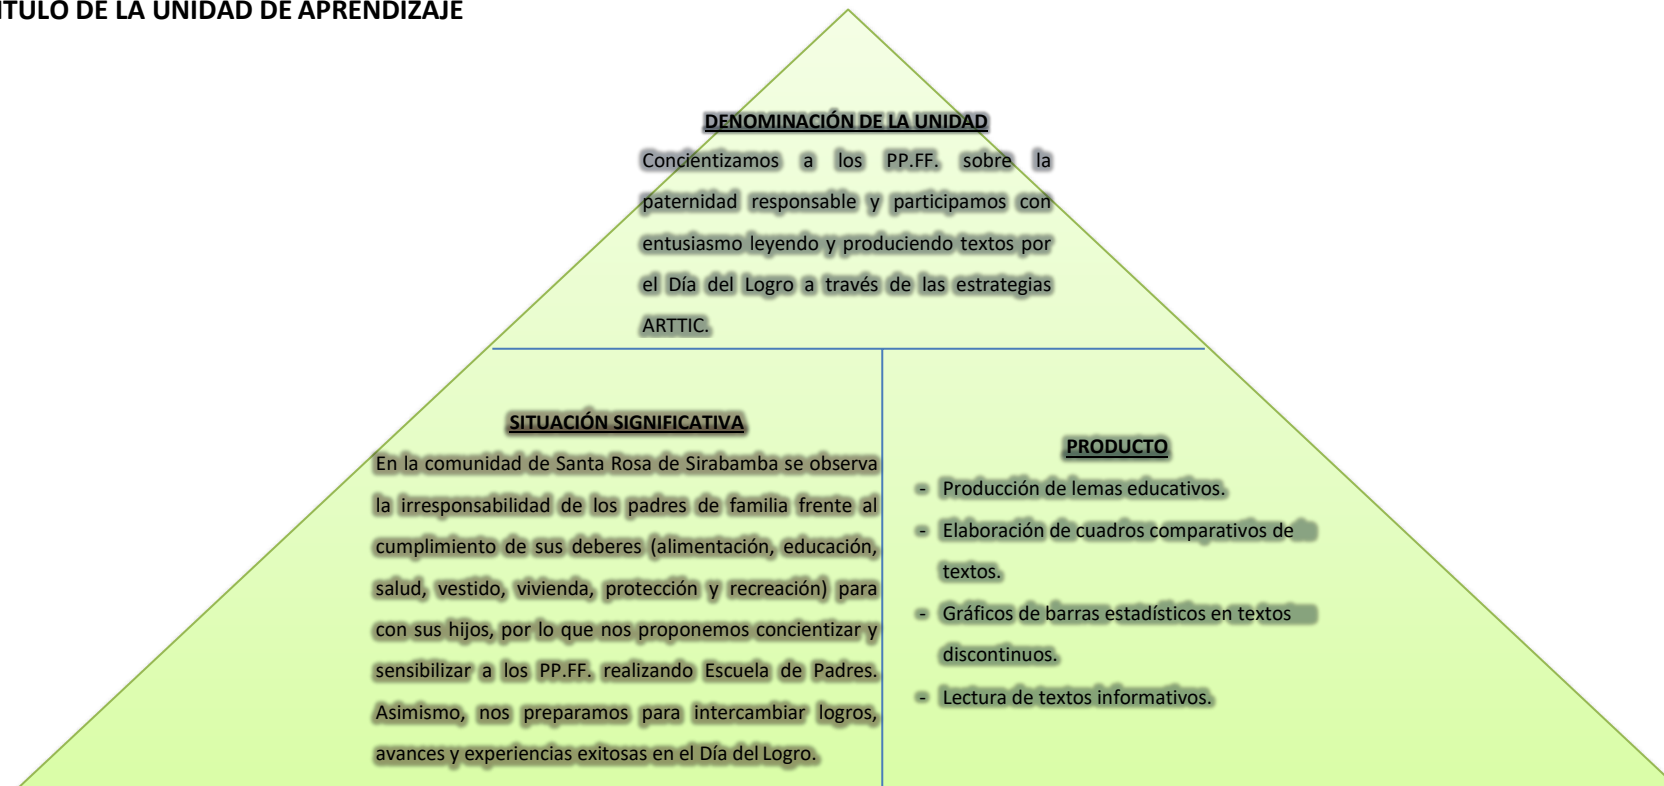 ITULO DE LA UNIDAD DE APRENDIZAJE
DENOMINACIÓN DE LA UNIDAD
Concientizamos a los PP.FF. sobre la
paternidad responsable y participamos con
entusiasmo leyendo y produciendo textos por
el Día del Logro a través de las estrategias
ARTTIC.
SITUACIÓN SIGNIFICATIVA
En la comunidad de Santa Rosa de Sirabamba se observa
la irresponsabilidad de los padres de familia frente al
cumplimiento de sus deberes (alimentación, educación,
salud, vestido, vivienda, protección y recreación) para
con sus hijos, por lo que nos proponemos concientizar y
sensibilizar a los PP.FF. realizando Escuela de Padres.
Asimismo, nos preparamos para intercambiar logros,
avances y experiencias exitosas en el Día del Logro.
PRODUCTO
- Producción de lemas educativos.
- Elaboración de cuadros comparativos de
textos.
- Gráficos de barras estadísticos en textos
discontinuos.
- Lectura de textos informativos.